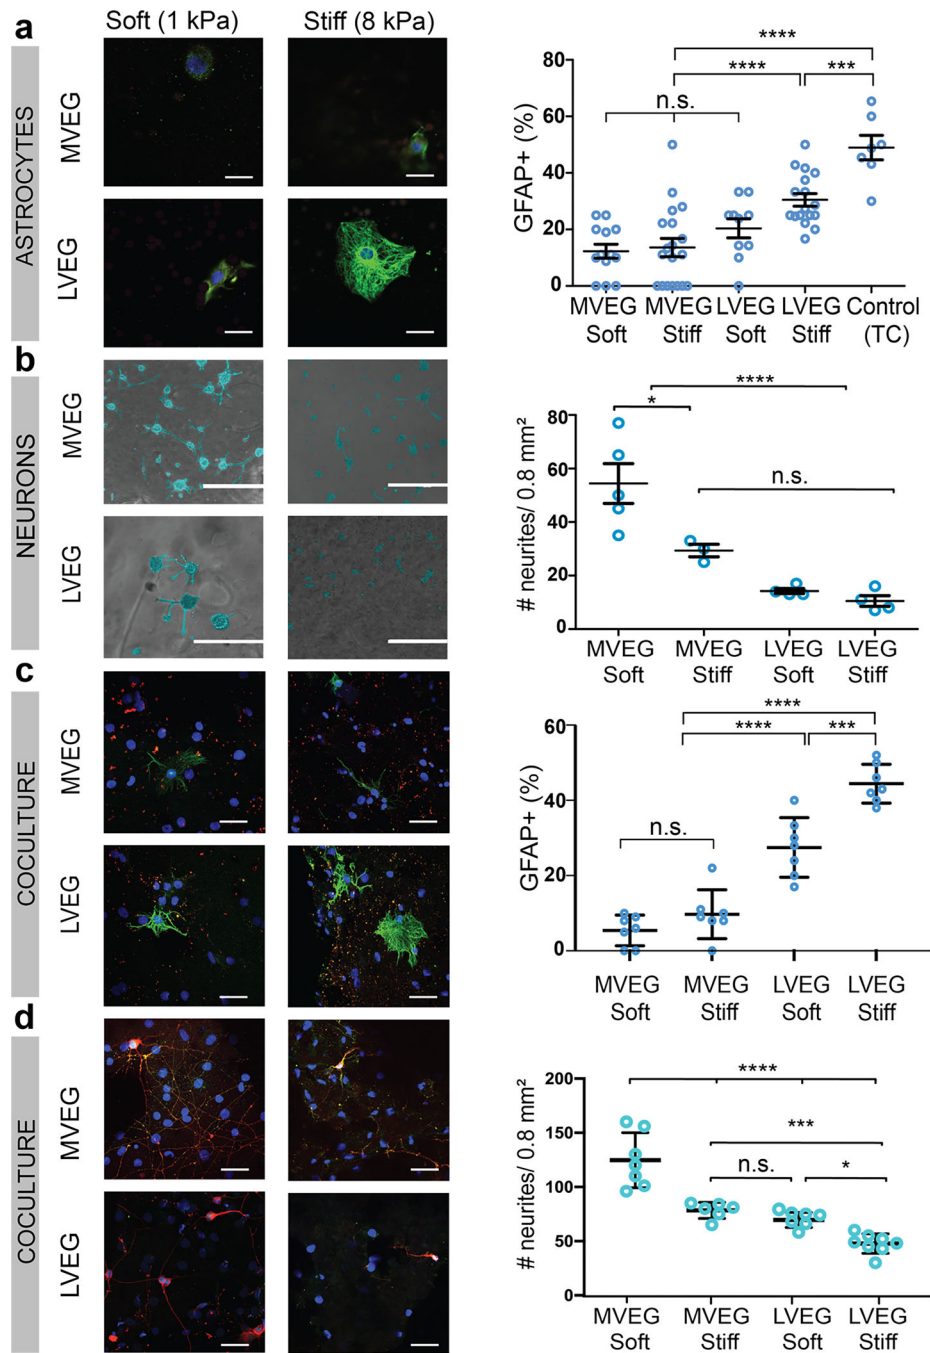 Soft (1 kPa)
Stiff (8 kPa)
a
ASTROCYTES
MVEG
LVEG
GFAP+ (%)
80
60
40
20
0
****
**** ***
n.s.
MVEG MVEG LVEG LVEG Control
Soft Stiff Soft Stiff (TC)
b
NEURONS
MVEG
LVEG
# neurites/ 0.8 mm²
80
60
40
20
0
****
*
n.s.
MVEG MVEG LVEG LVEG
Soft Stiff Soft Stiff
c
COCULTURE
MVEG
LVEG
GFAP+ (%)
60
40
20
0
****
**** ***
n.s.
MVEG MVEG LVEG LVEG
Soft Stiff Soft Stiff
d
COCULTURE
MVEG
LVEG
# neurites/ 0.8 mm²
200
150
100
50
0
****
***
n.s. *
MVEG MVEG LVEG LVEG
Soft Stiff Soft Stiff